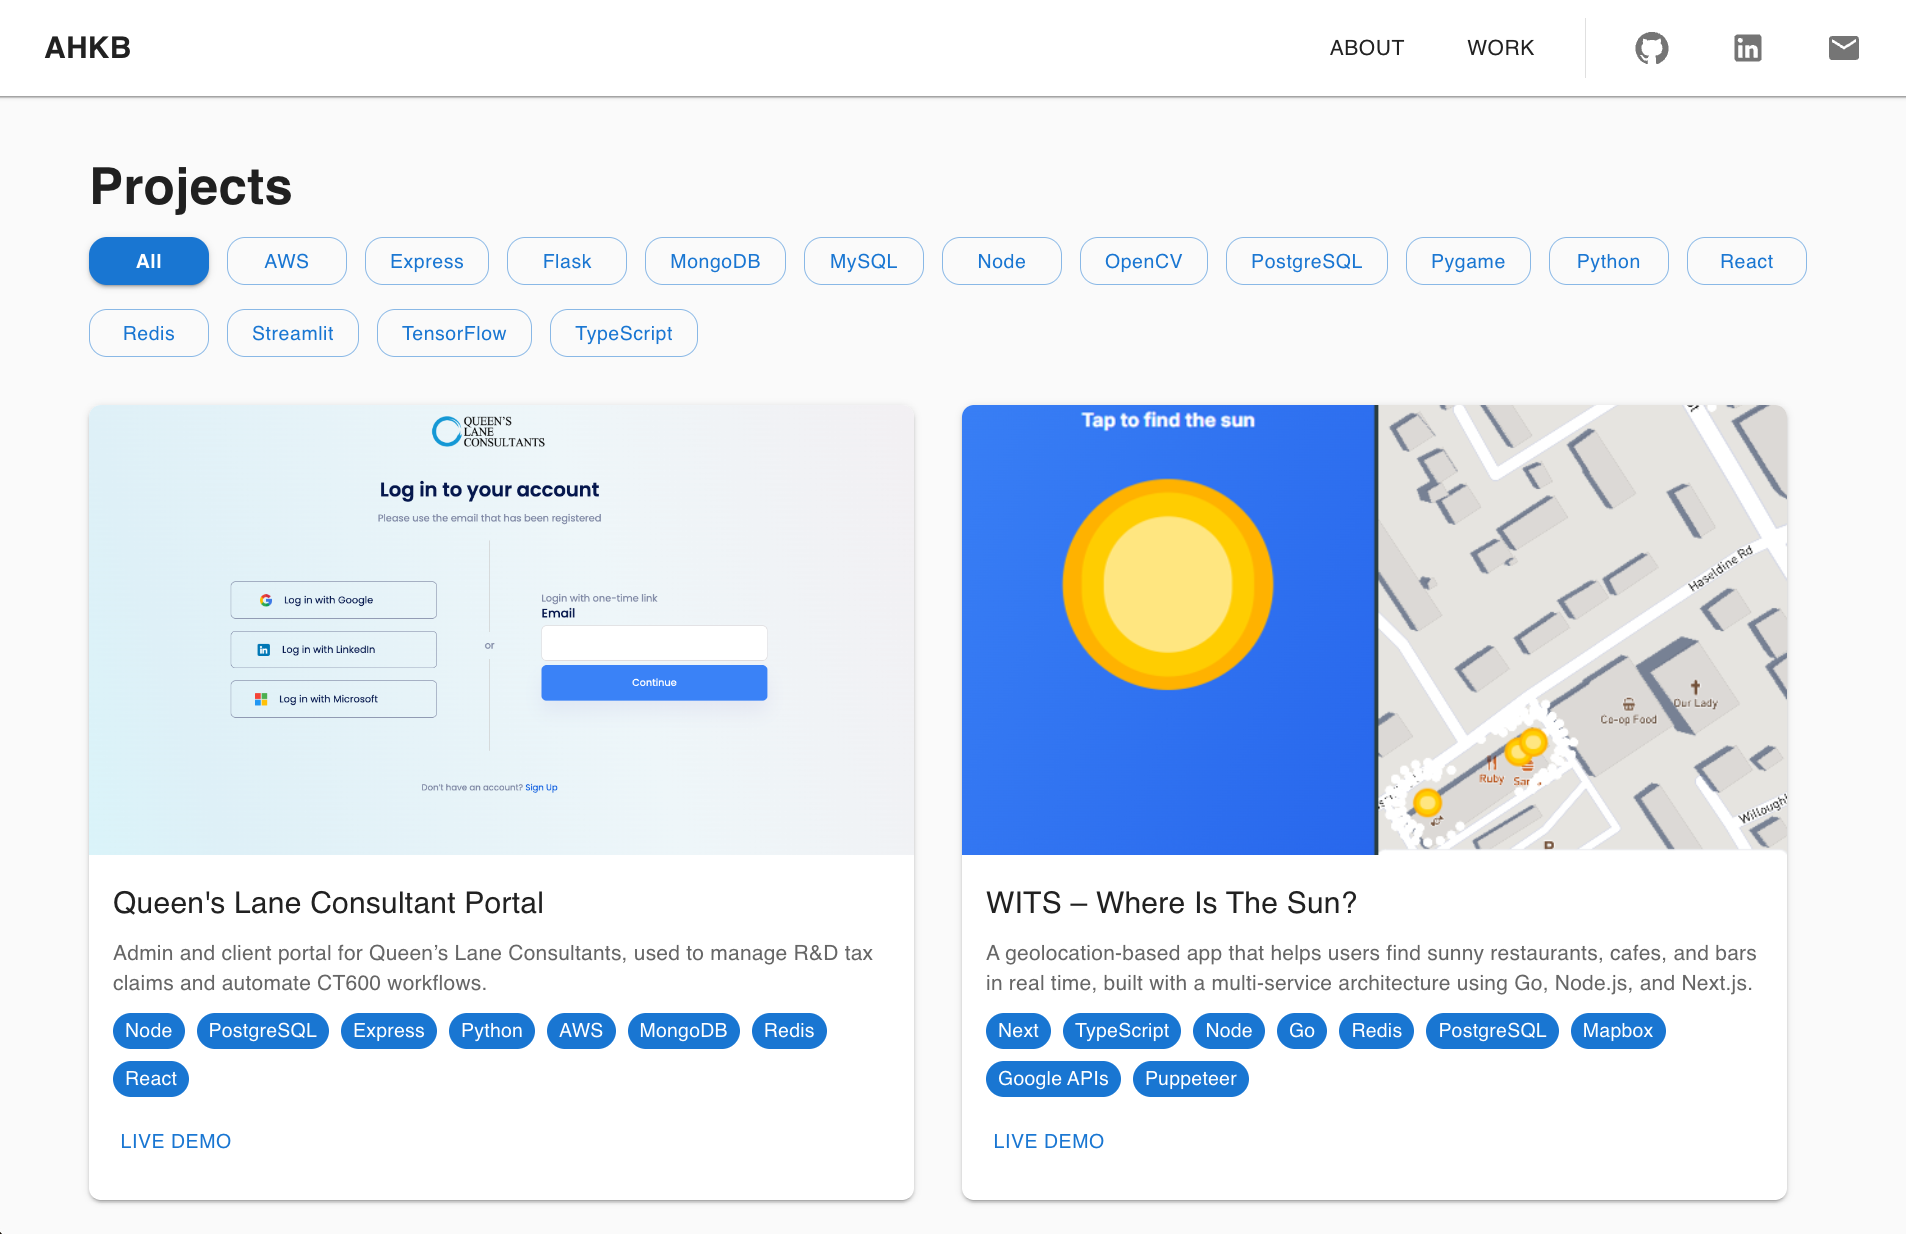 AHKB
ABOUT
WORK
Projects
All
AWS
Express
Flask
MongoDB
MySQL
Node
OpenCV
PostgreSQL
Pygame
Python
React
Redis
Streamlit
TensorFlow
TypeScript
QUEEN'S
LANE
CONSULTANTS
Log in to your account
Please use the email that has been registered
Log in with Google
Log in with LinkedIn
Log in with Microsoft
or
Login with one-time link
Email
Continue
Don't have an account? Sign Up
Tap to find the sun
Haseldine Rd
Our Lady
Co-op Food
Ruby
Queen's Lane Consultant Portal
Admin and client portal for Queen’s Lane Consultants, used to manage R&D tax
claims and automate CT600 workflows.
Node PostgreSQL Express Python AWS MongoDB Redis
React
LIVE DEMO
WITS – Where Is The Sun?
A geolocation-based app that helps users find sunny restaurants, cafes, and bars
in real time, built with a multi-service architecture using Go, Node.js, and Next.js.
Next TypeScript Node Go Redis PostgreSQL Mapbox
Google APIs Puppeteer
LIVE DEMO